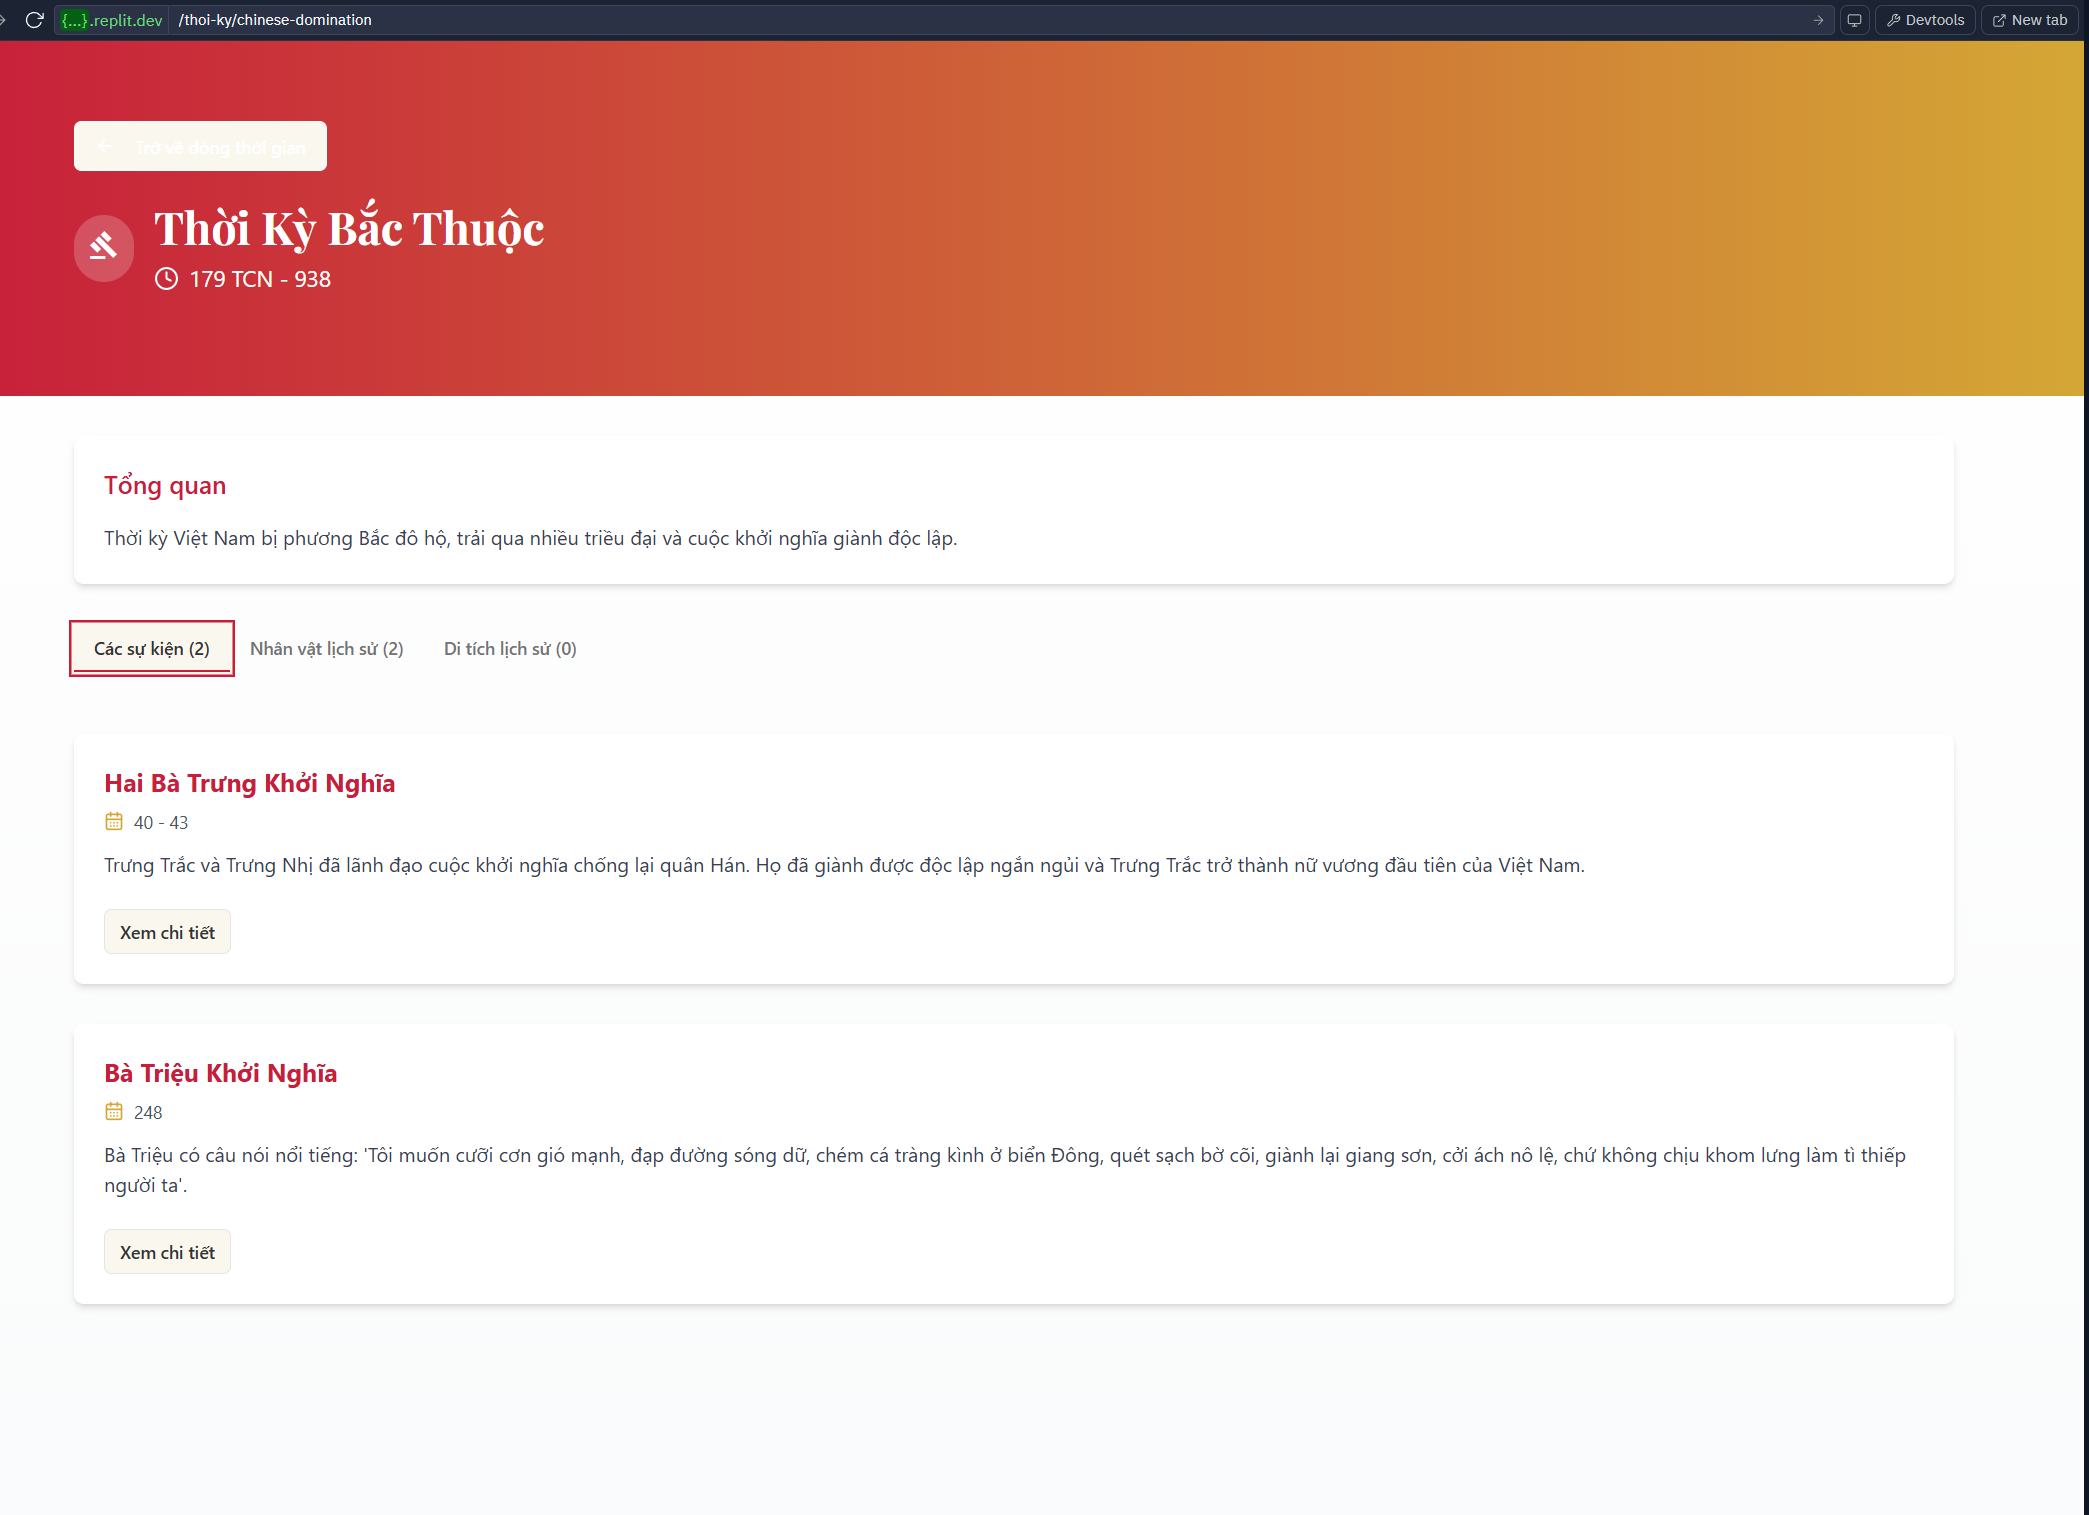 {...}.replit.dev /thoi-ky/chinese-domination Devtools New tab
Trở về dòng thời gian
Thời Kỳ Bắc Thuộc
179 TCN - 938
Tổng quan
Thời kỳ Việt Nam bị phương Bắc đô hộ, trải qua nhiều triều đại và cuộc khởi nghĩa giành độc lập.
Các sự kiện (2) Nhân vật lịch sử (2) Di tích lịch sử (0)
Hai Bà Trưng Khởi Nghĩa
40 - 43
Trưng Trắc và Trưng Nhị đã lãnh đạo cuộc khởi nghĩa chống lại quân Hán. Họ đã giành được độc lập ngắn ngủi và Trưng Trắc trở thành nữ vương đầu tiên của Việt Nam.
Xem chi tiết
Bà Triệu Khởi Nghĩa
248
Bà Triệu có câu nói nổi tiếng: 'Tôi muốn cưỡi cơn gió mạnh, đạp đường sóng dữ, chém cá tràng kình ở biển Đông, quét sạch bờ cõi, giành lại giang sơn, cởi ách nô lệ, chứ không chịu khom lưng làm tì thiếp
người ta'.
Xem chi tiết